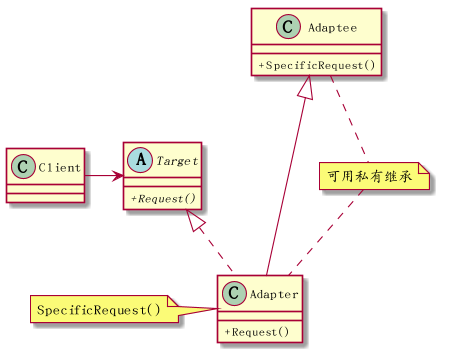 C Adaptee
+SpecificRequest()
C Client
A Target
+Request()
可用私有继承
C Adapter
+Request()
SpecificRequest()